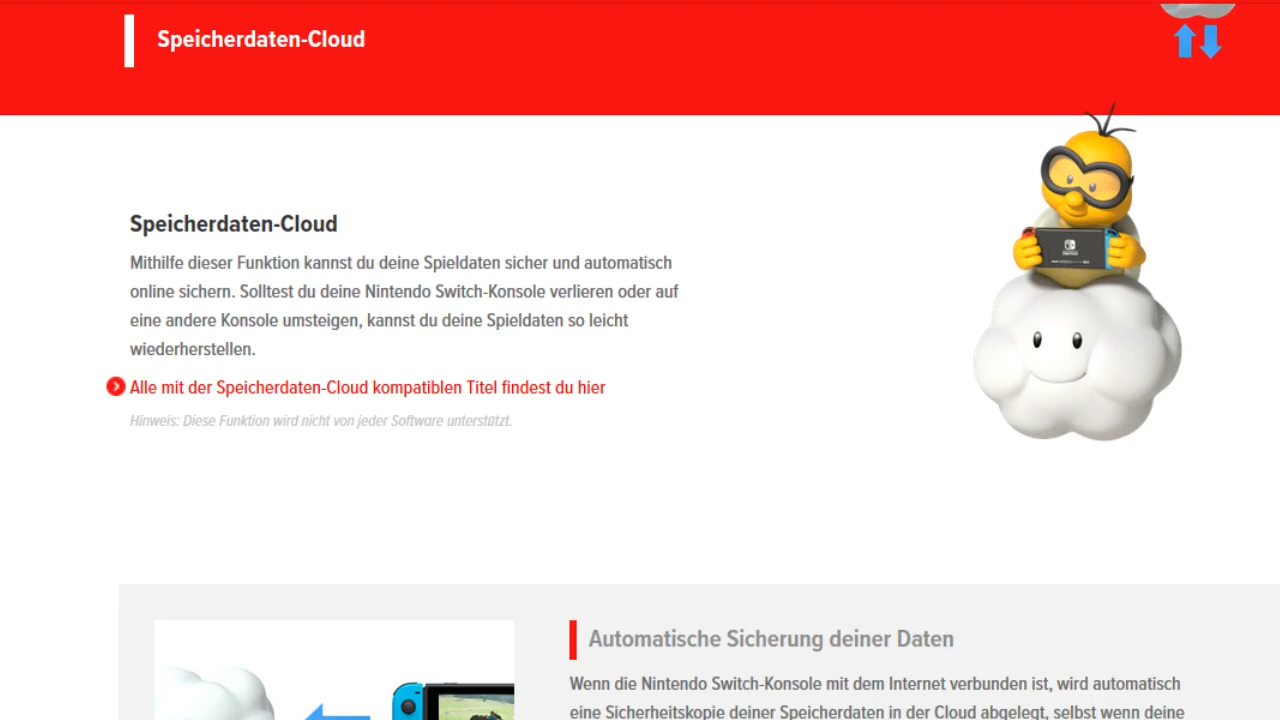 Speicherdaten-Cloud
Speicherdaten-Cloud
Mithilfe dieser Funktion kannst du deine Spieldaten sicher und automatisch
online sichern. Solltest du deine Nintendo Switch-Konsole verlieren oder auf
eine andere Konsole umsteigen, kannst du deine Spieldaten so leicht
wiederherstellen.
Alle mit der Speicherdaten-Cloud kompatiblen Titel findest du hier
Hinweis: Diese Funktion wird nicht von jeder Software unterstützt.
Automatische Sicherung deiner Daten
Wenn die Nintendo Switch-Konsole mit dem Internet verbunden ist, wird automatisch
eine Sicherheitskopie deiner Speicherdaten in der Cloud abgelegt, selbst wenn deine